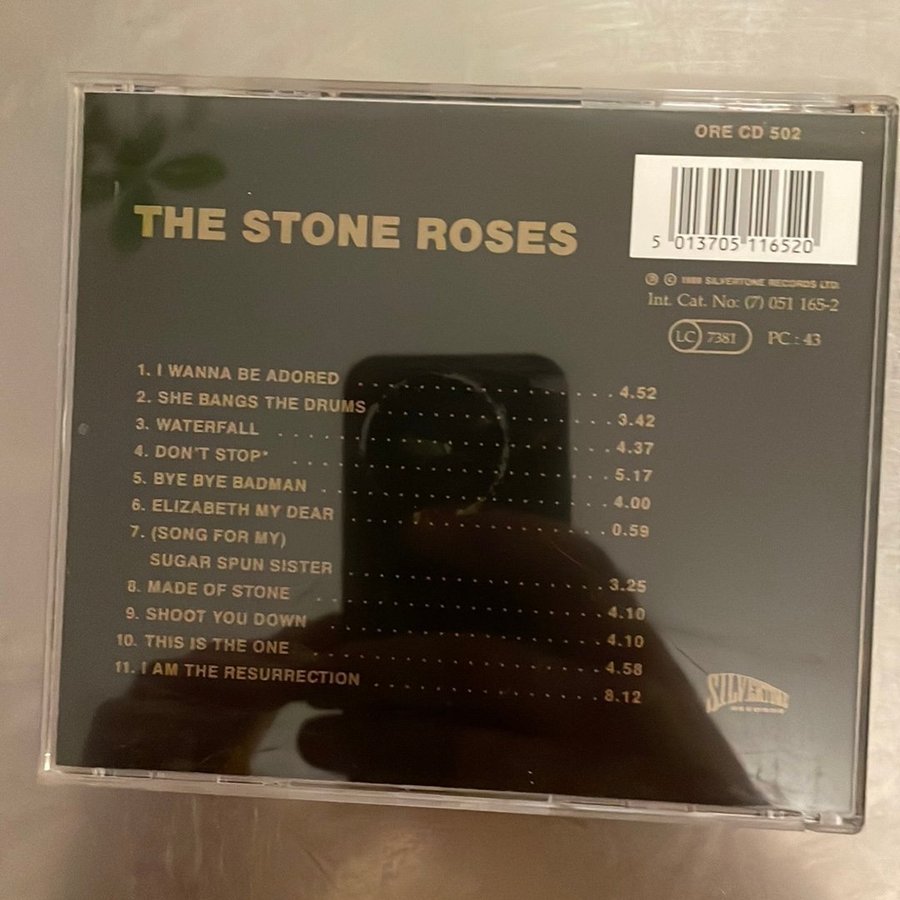 ORE CD 502
5 013705 116520
THE STONE ROSES
℗ © 1989 SILVERTONE RECORDS LTD.
Int. Cat. No: (7) 051 165-2
LC 7381 PC : 43
1. I WANNA BE ADORED 4.52
2. SHE BANGS THE DRUMS 3.42
3. WATERFALL 4.37
4. DON'T STOP* 5.17
5. BYE BYE BADMAN 4.00
6. ELIZABETH MY DEAR 0.59
7. (SONG FOR MY)
SUGAR SPUN SISTER 3.25
8. MADE OF STONE 4.10
9. SHOOT YOU DOWN 4.10
10. THIS IS THE ONE 4.58
11. I AM THE RESURRECTION 8.12
SILVERTONE
RECORDS